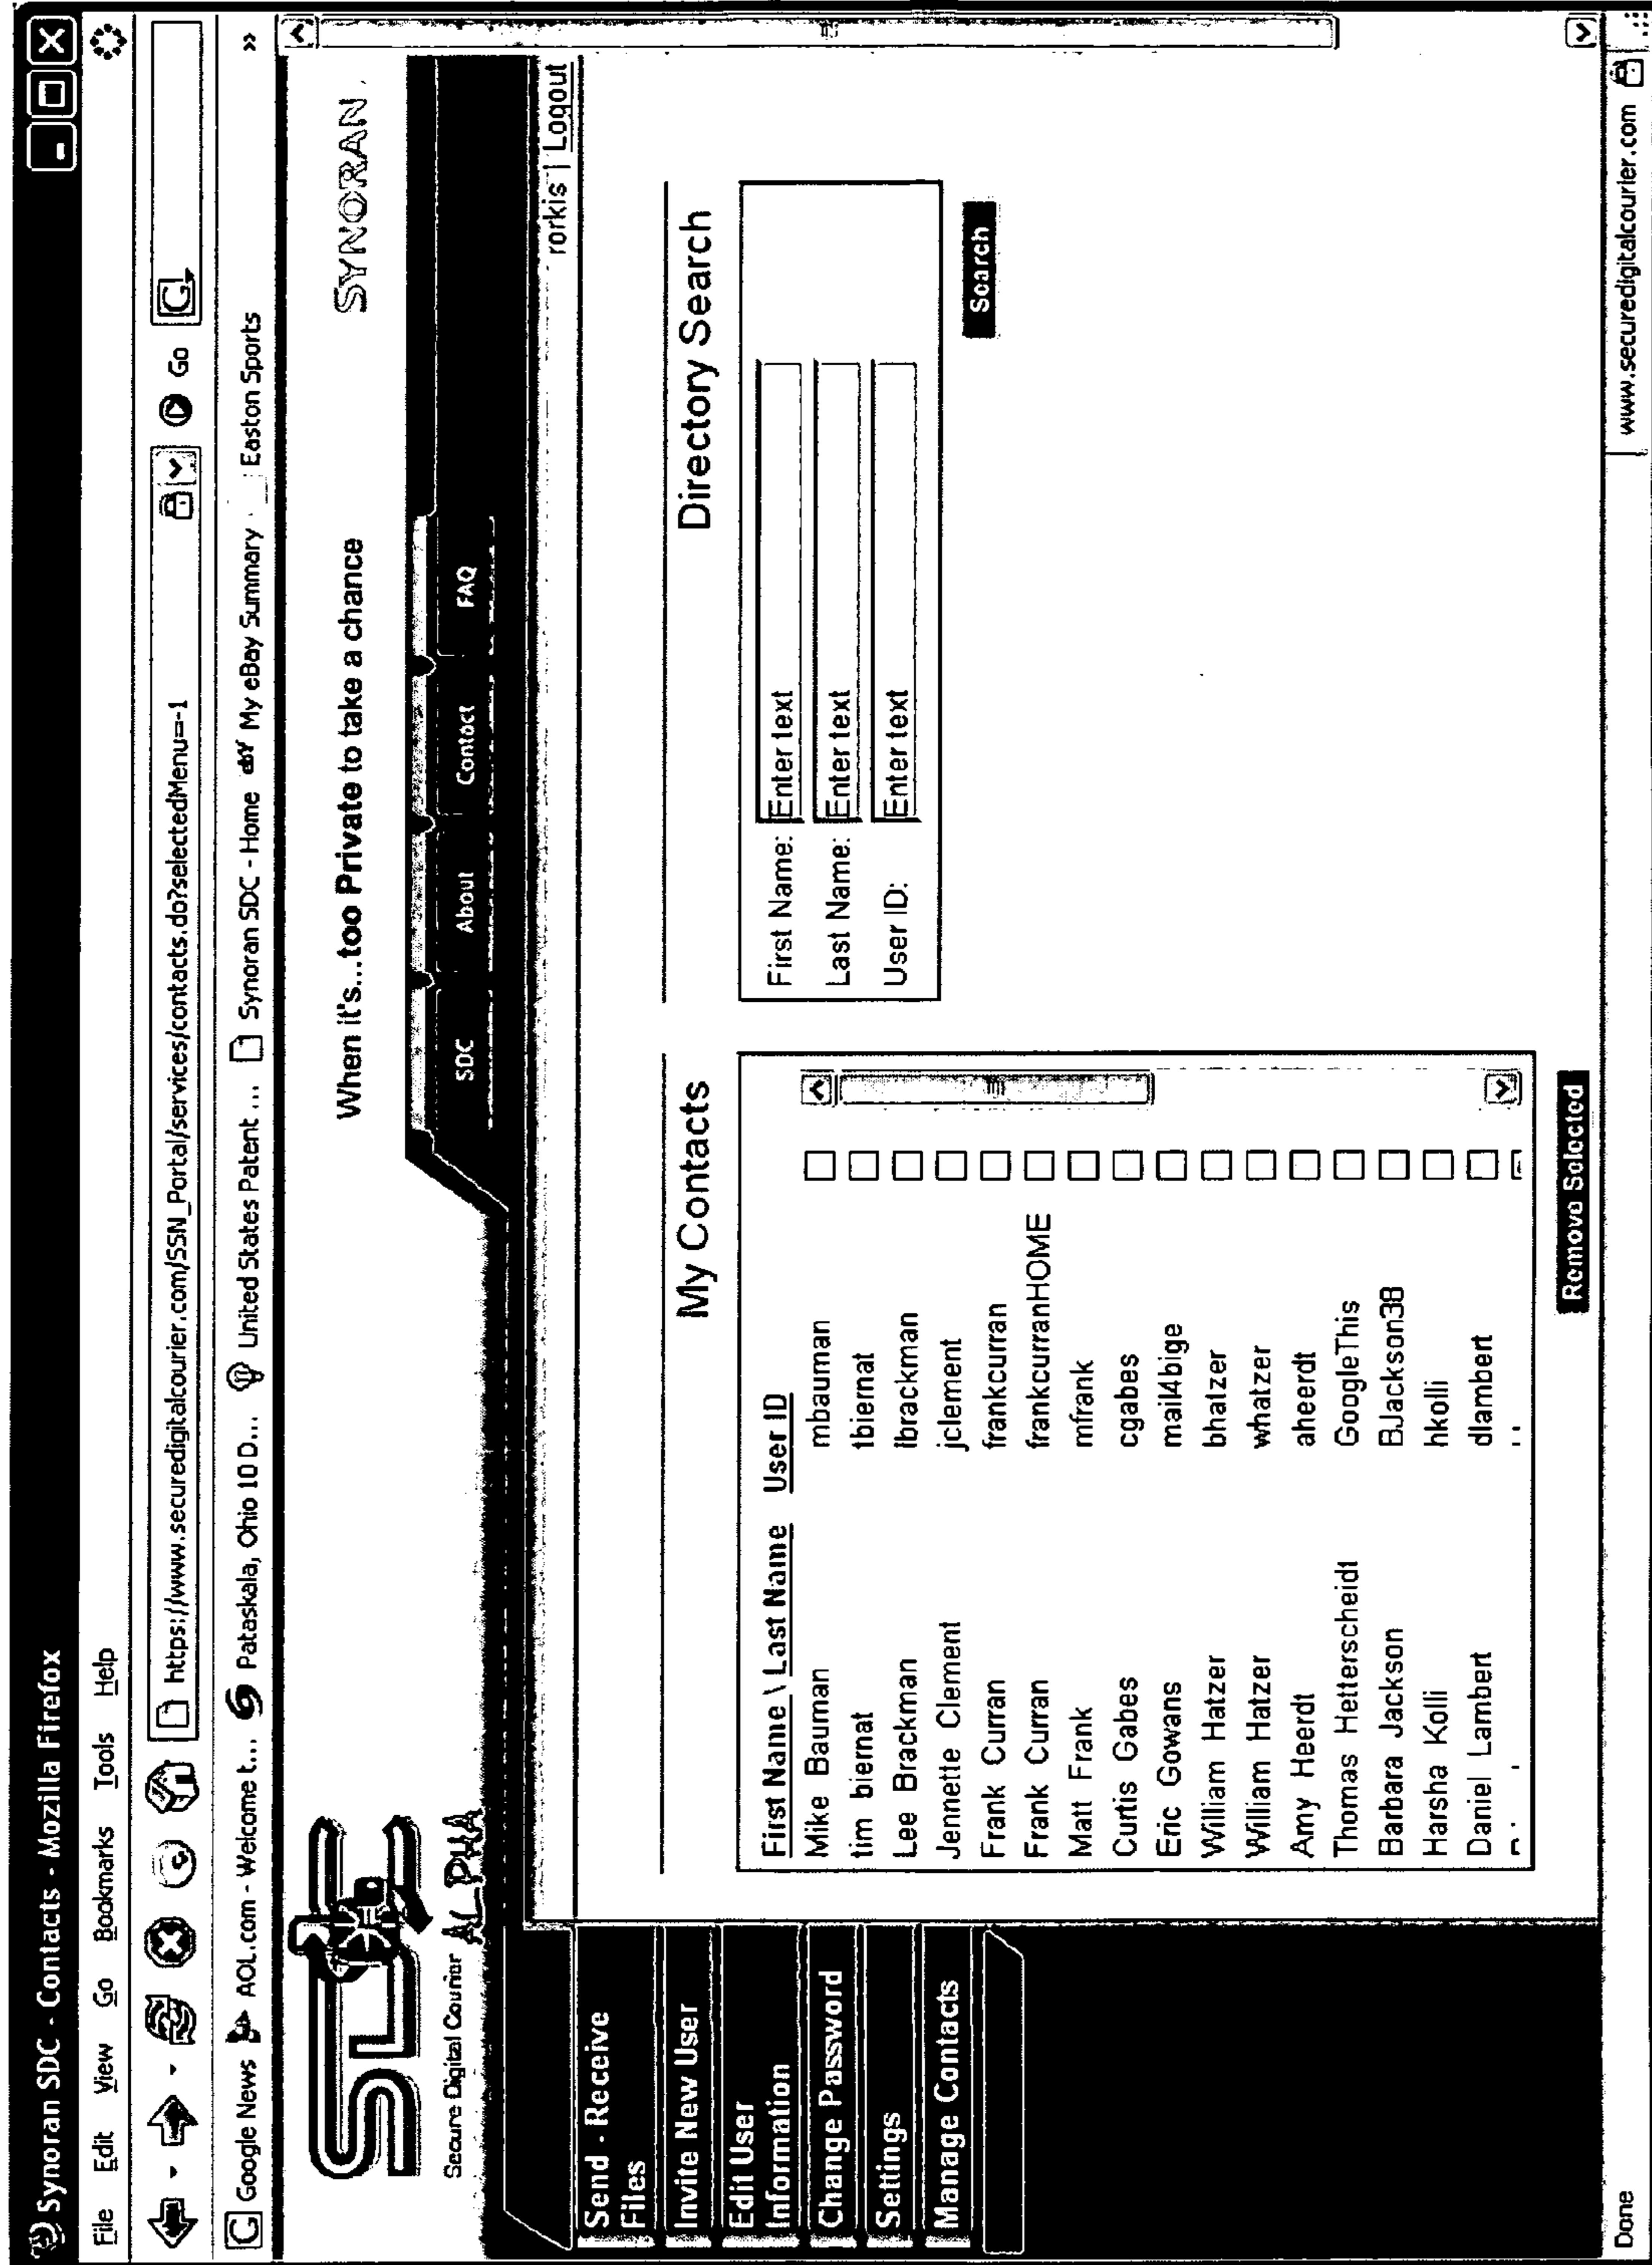 Synoran SDC - Contacts - Mozilla Firefox
File Edit View Go Bookmarks Tools Help
https://www.securedigitalcourier.com/SSN_Portal/services/contacts.do?selectedMenu=-1 Go
Google News AOL.com - Welcome t... Pataskala, Ohio 10 D... United States Patent ... Synoran SDC - Home My eBay Summary Easton Sports »
SDC
Secure Digital Courier ALPHA
When it's...too Private to take a chance
SYNORAN
SDC About Contact FAQ
rorkis | Logout
Send - Receive
Files
Invite New User
Edit User
Information
Change Password
Settings
Manage Contacts
My Contacts
First Name \ Last Name User ID
Mike Bauman mbauman
tim biernat tbiernat
Lee Brackman lbrackman
Jennette Clement jclement
Frank Curran frankcurran
Frank Curran frankcurranHOME
Matt Frank mfrank
Curtis Gabes cgabes
Eric Gowans mail4bige
William Hatzer bhatzer
William Hatzer whatzer
Amy Heerdt aheerdt
Thomas Hetterscheidt GoogleThis
Barbara Jackson BJackson38
Harsha Kolli hkolli
Daniel Lambert dlambert
Remove Selected
Directory Search
First Name: Enter text
Last Name: Enter text
User ID: Enter text
Search
Done www.securedigitalcourier.com